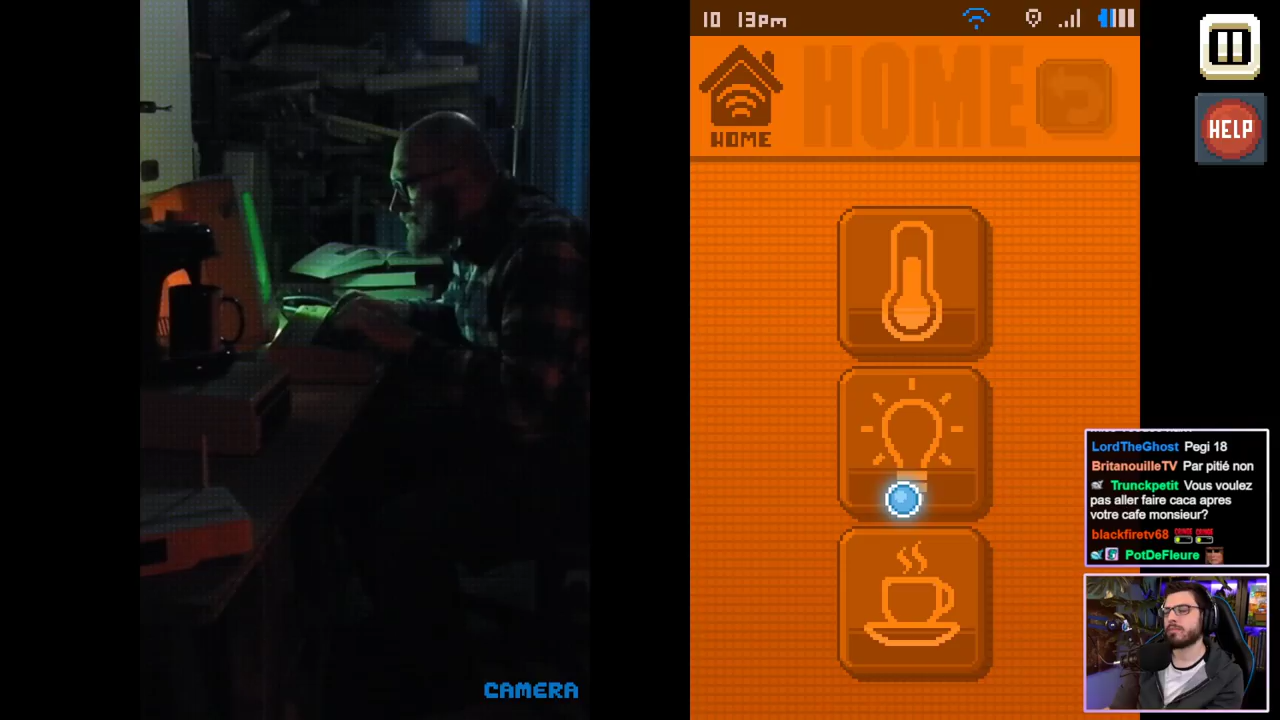 10 13pm
HOME
HOME
HELP
LordTheGhost Pegi 18
BritanouilleTV Par pitié non
Trunckpetit Vous voulez
pas aller faire caca apres
votre cafe monsieur?
blackfiretv68
PotDeFleure
CAMERA